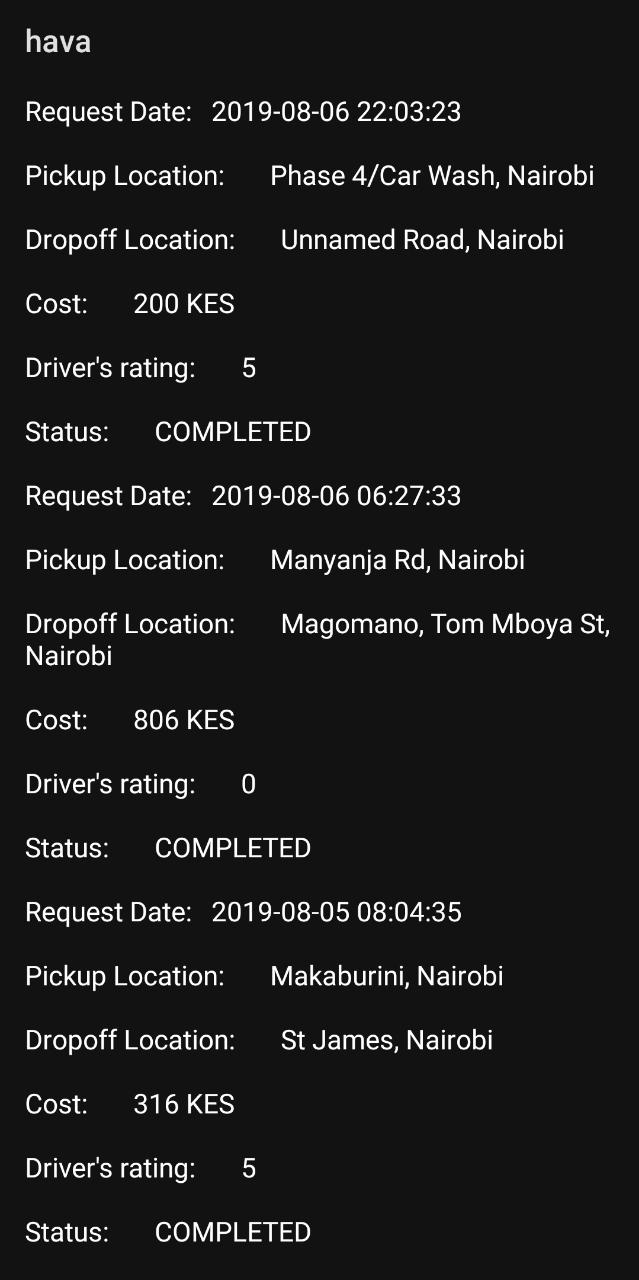 hava
Request Date: 2019-08-06 22:03:23
Pickup Location: Phase 4/Car Wash, Nairobi
Dropoff Location: Unnamed Road, Nairobi
Cost: 200 KES
Driver's rating: 5
Status: COMPLETED
Request Date: 2019-08-06 06:27:33
Pickup Location: Manyanja Rd, Nairobi
Dropoff Location: Magomano, Tom Mboya St,
Nairobi
Cost: 806 KES
Driver's rating: 0
Status: COMPLETED
Request Date: 2019-08-05 08:04:35
Pickup Location: Makaburini, Nairobi
Dropoff Location: St James, Nairobi
Cost: 316 KES
Driver's rating: 5
Status: COMPLETED